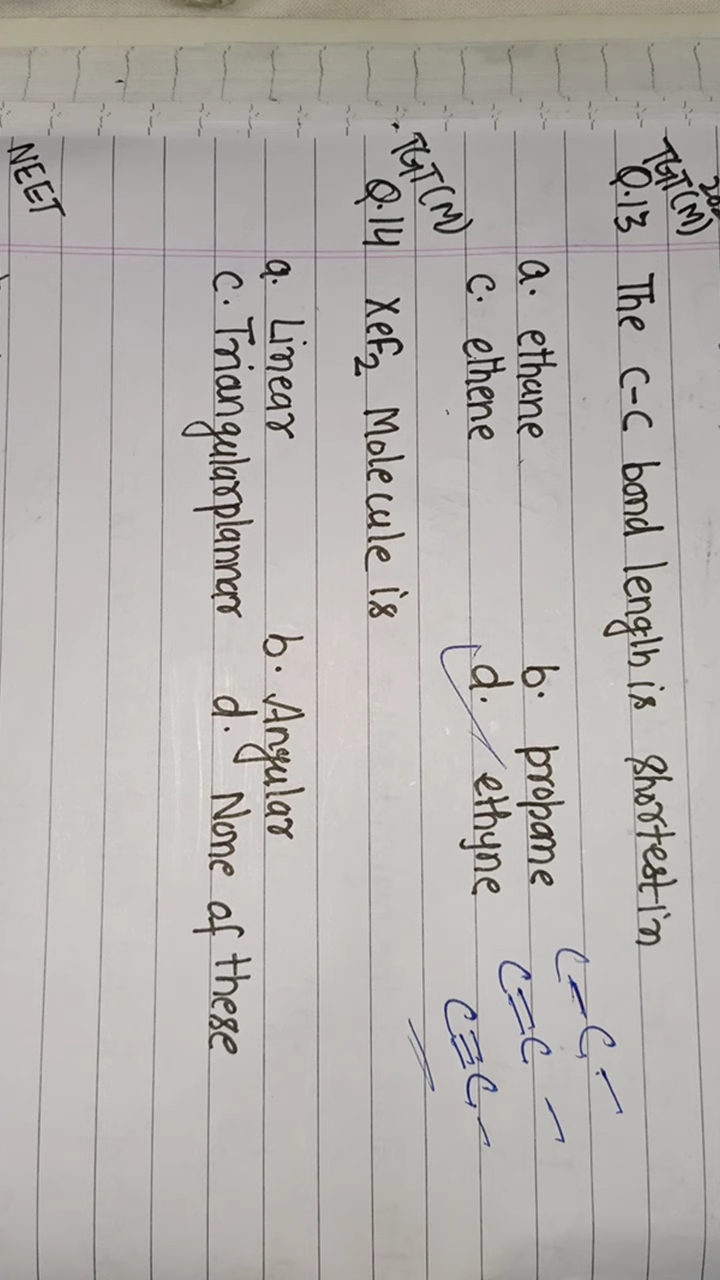 TGT(M)
Q.13 The C-C bond length is shortest in
a. ethane b. propane
c. ethene d. ethyne
C-C, -
C=C -
C≡C, -
TGT(M)
Q.14 XeF2 Molecule is
a. Linear b. Angular
c. Triangularplannar d. None of these
NEET